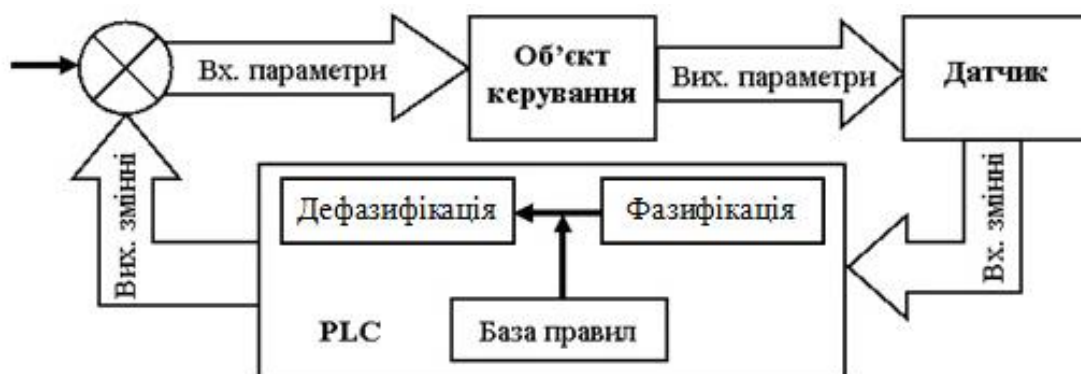 Вх. параметри
Об’єкт
керування
Вих. параметри
Датчик
Вих. змінні
Дефазифікація
Фазифікація
Вх. змінні
PLC
База правил